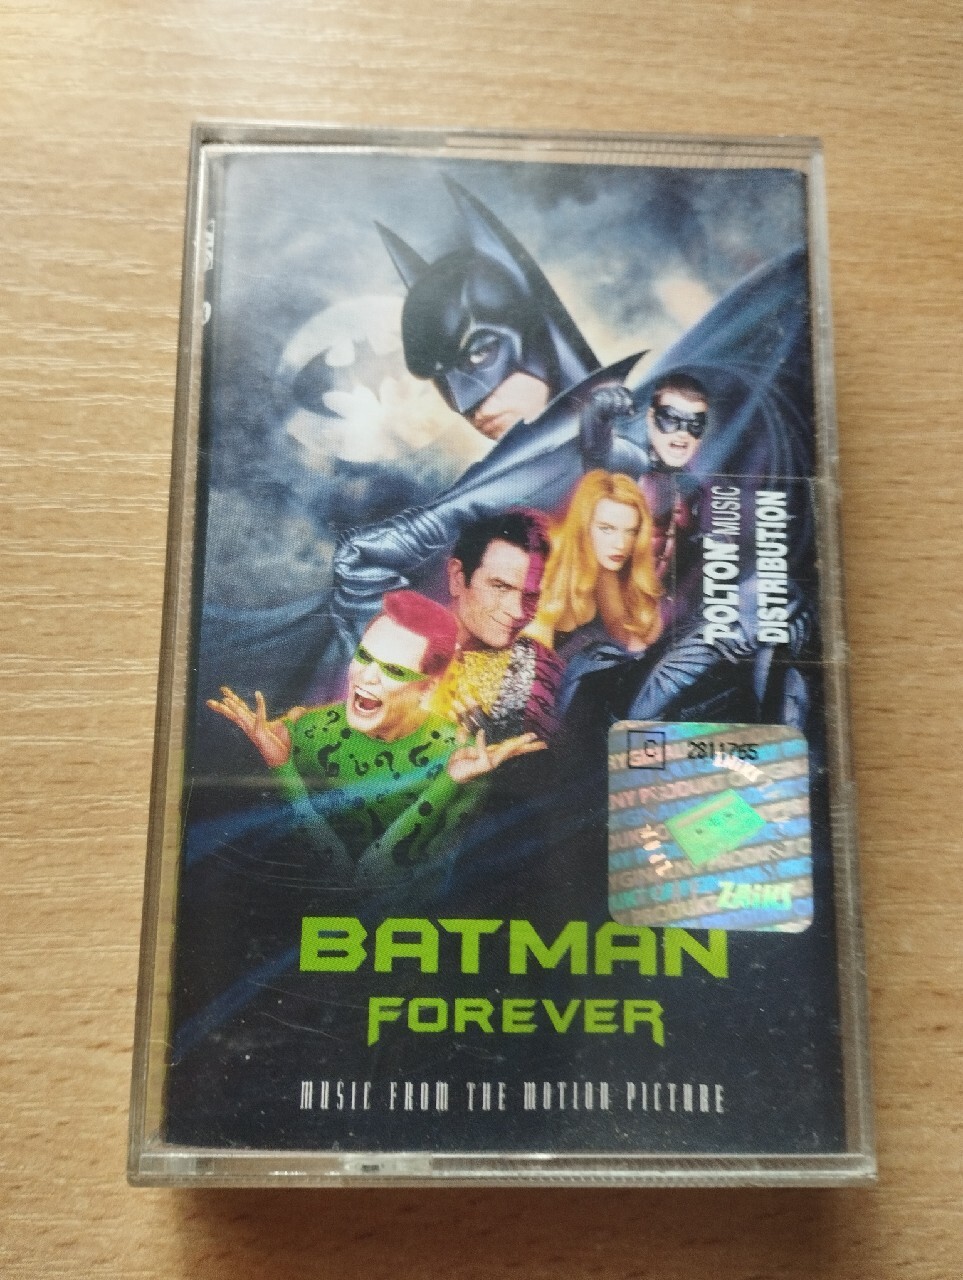 POLTON MUSIC
DISTRIBUTION
C 2811765
ZAiKS
BATMAN
FOREVER
MUSIC FROM THE MOTION PICTURE